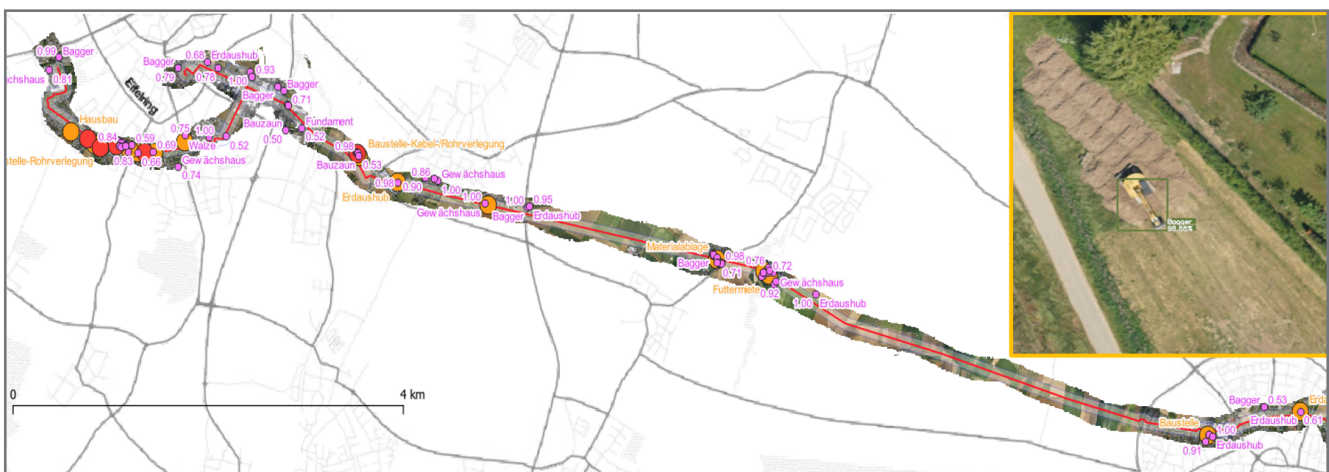 0.99 Bagger
ächshaus 0.81
Bagger 0.68 Erdaushub
0.79 0.78 1.00 0.93
Eifelring
Bagger Bagger
0.71
Hausbau
0.84 0.59 0.75 1.00
Walze 0.52
stelle-Rohrverlegung 0.83 0.66 0.69
Gewächshaus
0.74
Bauzaun Fundament
0.50 0.52
0.98 Baustelle-Kabel-/Rohrverlegung
Bauzaun 0.53
0.86 Gewächshaus
0.98 0.90 1.00
Erdaushub 1.00 1.00 0.95
Gewächshaus Bagger Erdaushub
Materialablage 0.98 0.76 0.72
Bagger 0.71
Futtermiete 0.92 Gewächshaus
1.00 Erdaushub
Bagger
98.88%
0 4 km
Bagger 0.53 Erda
Baustelle 1.00 Erdaushub 0.61
0.91 Erdaushub